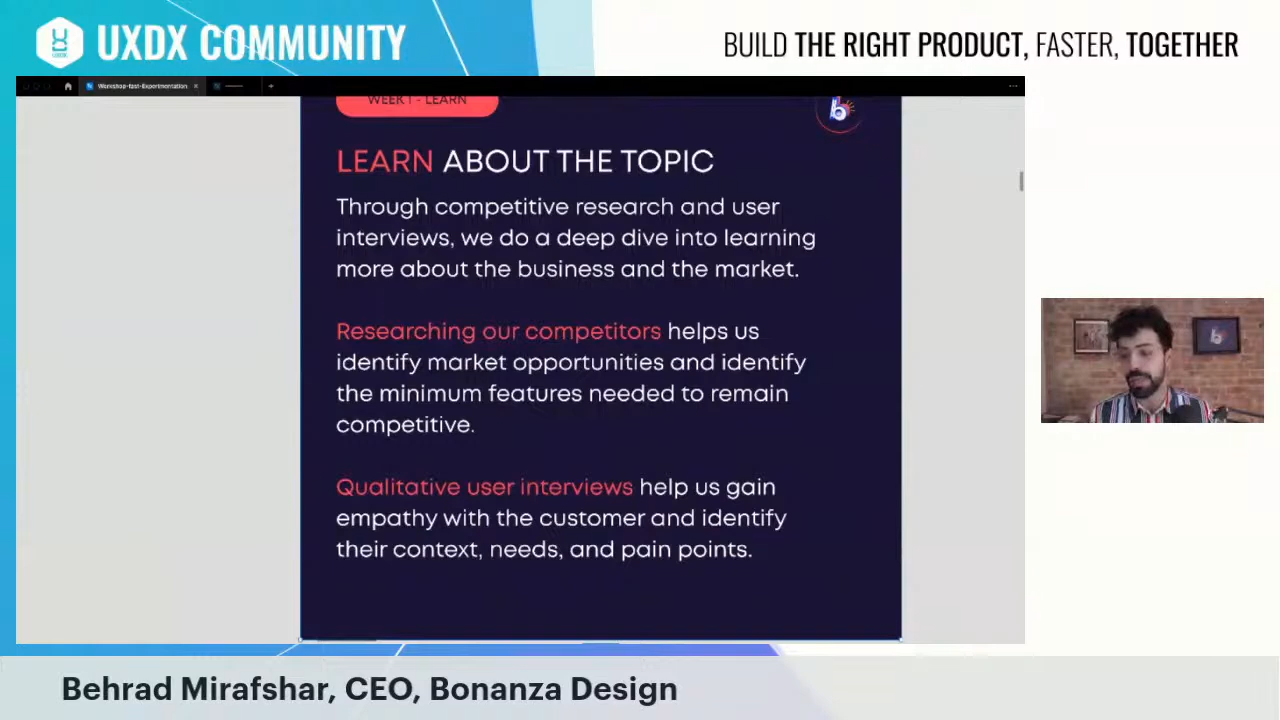 UXDX COMMUNITY
BUILD THE RIGHT PRODUCT, FASTER, TOGETHER
Workshop-fast-Experimentation
WEEK 1 - LEARN
LEARN ABOUT THE TOPIC
Through competitive research and user
interviews, we do a deep dive into learning
more about the business and the market.
Researching our competitors helps us
identify market opportunities and identify
the minimum features needed to remain
competitive.
Qualitative user interviews help us gain
empathy with the customer and identify
their context, needs, and pain points.
Behrad Mirafshar, CEO, Bonanza Design